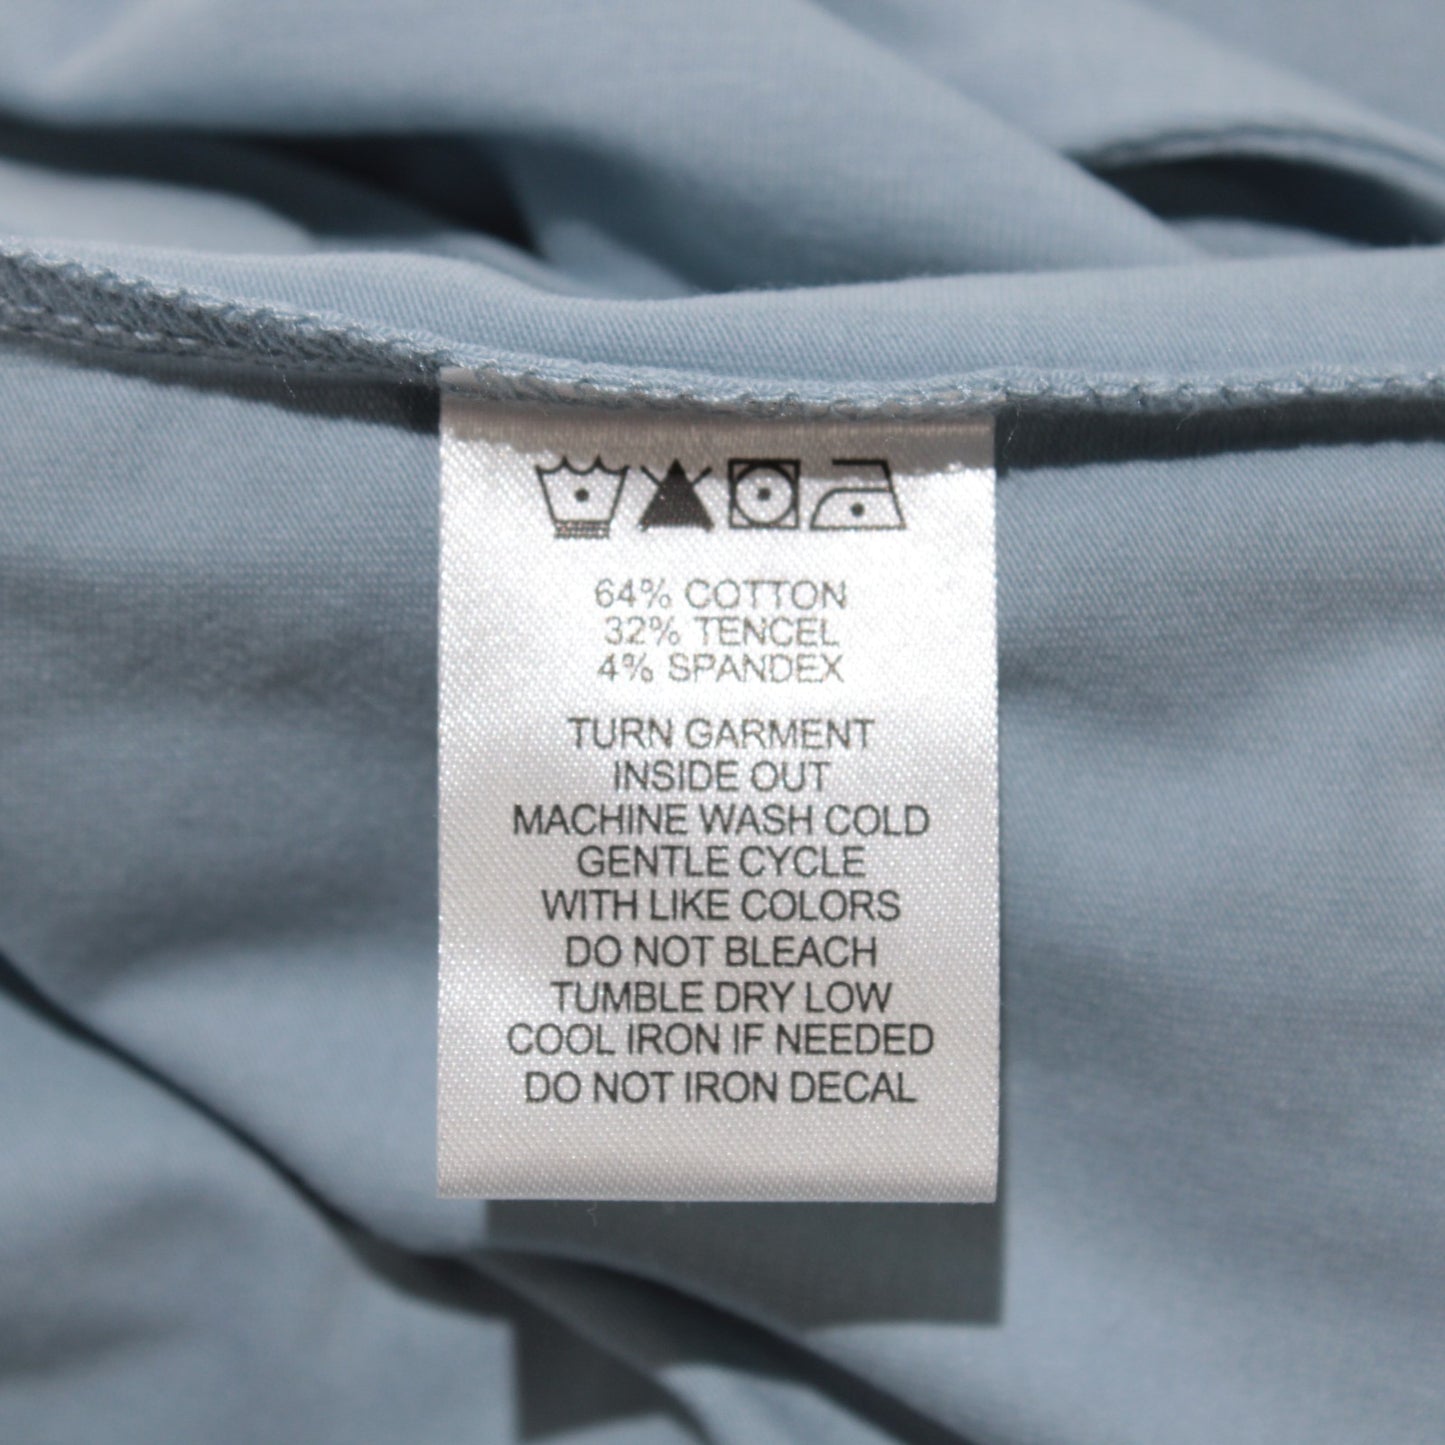 64% COTTON
32% TENCEL
4% SPANDEX
TURN GARMENT
INSIDE OUT
MACHINE WASH COLD
GENTLE CYCLE
WITH LIKE COLORS
DO NOT BLEACH
TUMBLE DRY LOW
COOL IRON IF NEEDED
DO NOT IRON DECAL